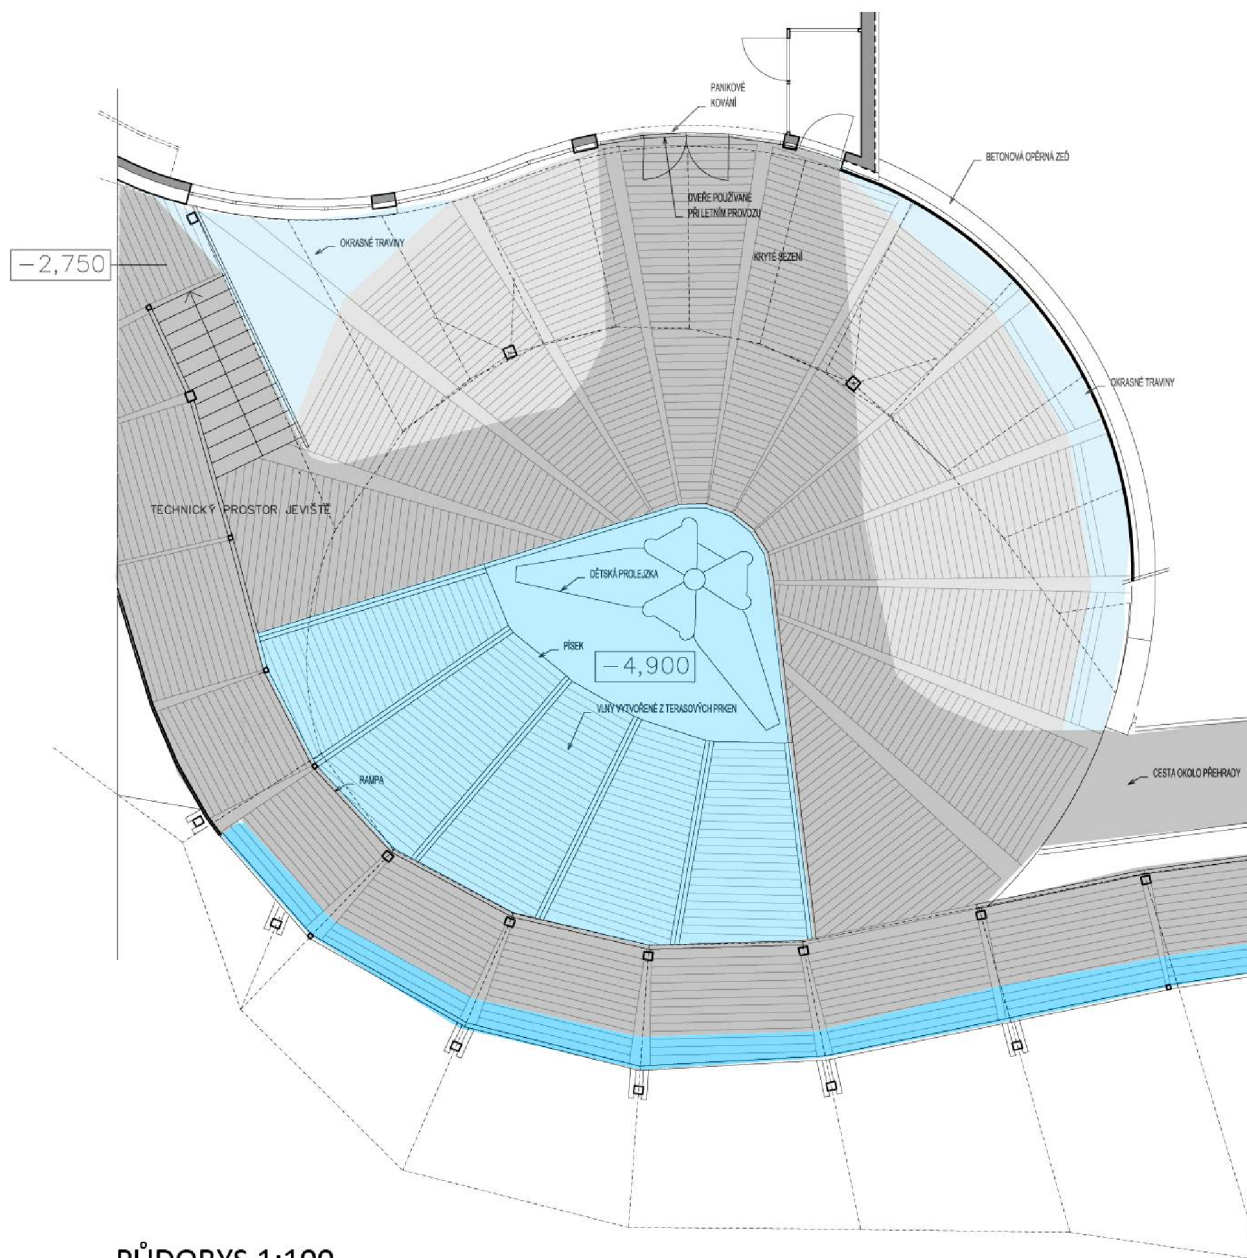 PANIKOVÉ
KOVÁNÍ
BETONOVÁ OPĚRNÁ ZEĎ
DVEŘE POUŽÍVANÉ
PŘI LETNÍM PROVOZU
OKRASNÉ TRAVINY
KRYTÉ SEZENÍ
-2,750
OKRASNÉ TRAVINY
TECHNICKÝ PROSTOR JEVIŠTĚ
DĚTSKÁ PROLEJZKA
PÍSEK
-4,900
VLNY VYTVOŘENÉ Z TERASOVÝCH PRKEN
RAMPA
CESTA OKOLO PŘEHRADY
PŮDORYS 1:100